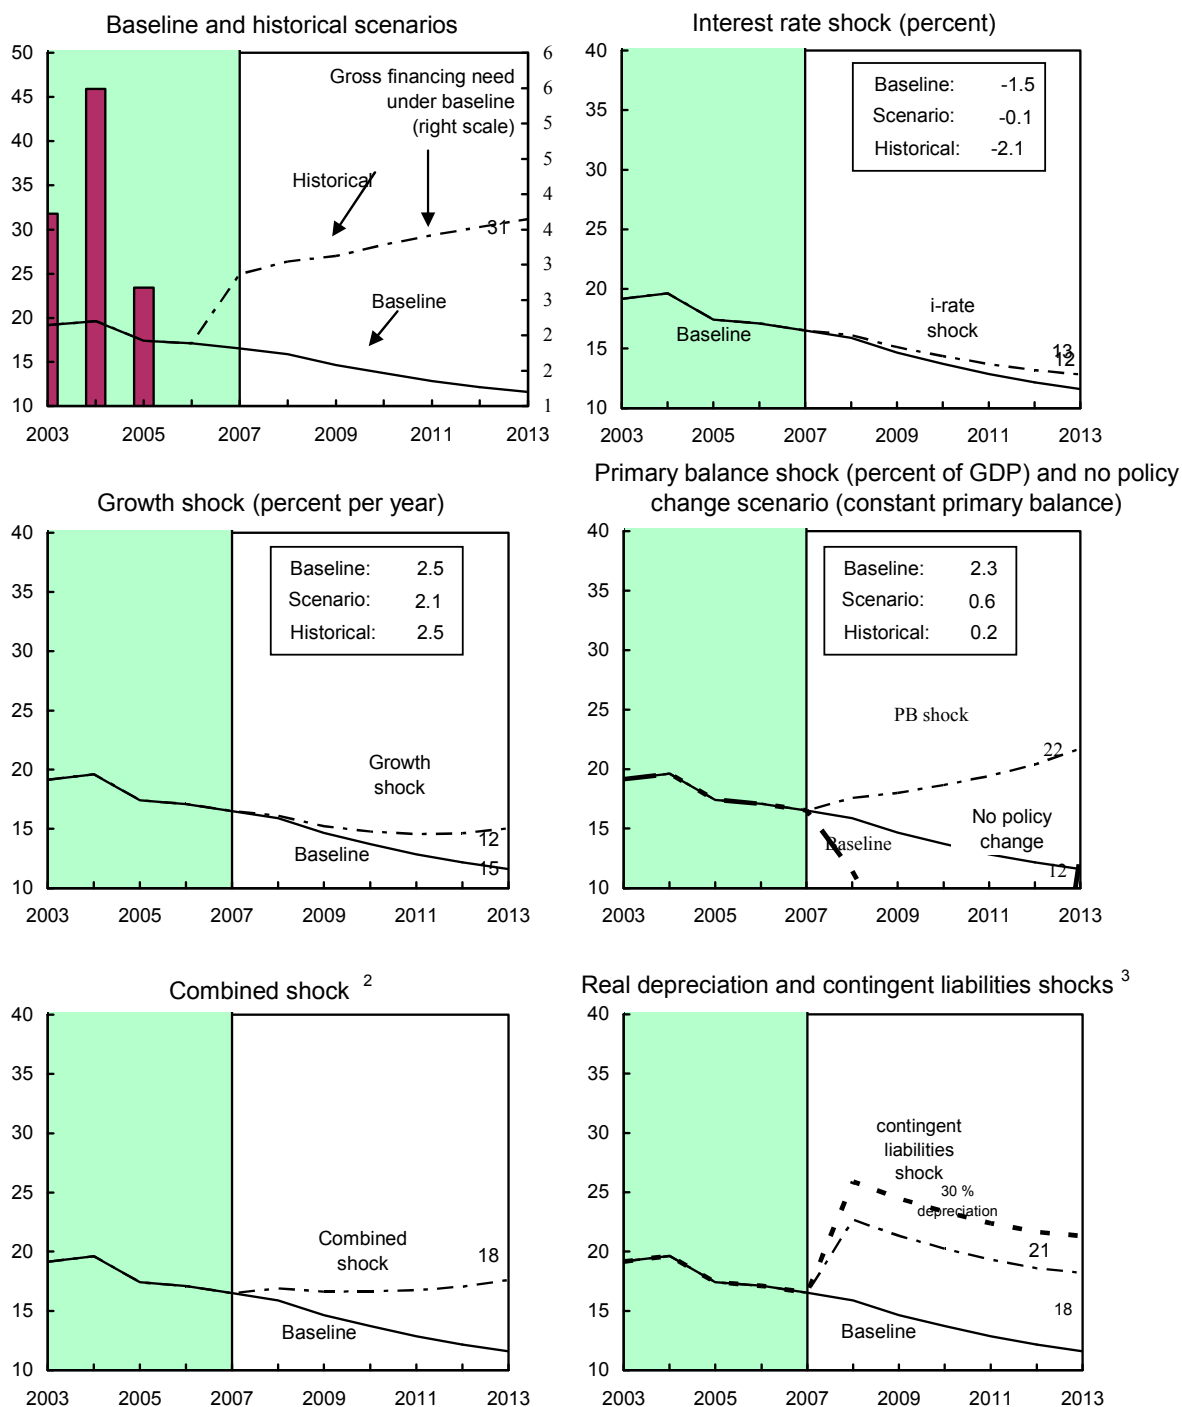 Baseline and historical scenarios
50
45
40
35
30
25
20
15
10
6
6
5
5
4
4
3
3
2
2
1
Gross financing need
under baseline
(right scale)
Historical
31
Baseline
2003 2005 2007 2009 2011 2013
Interest rate shock (percent)
40
35
30
25
20
15
10
Baseline: -1.5
Scenario: -0.1
Historical: -2.1
i-rate
shock
Baseline
13
12
2003 2005 2007 2009 2011 2013
Growth shock (percent per year)
40
35
30
25
20
15
10
Baseline: 2.5
Scenario: 2.1
Historical: 2.5
Growth
shock
12
Baseline
15
2003 2005 2007 2009 2011 2013
Primary balance shock (percent of GDP) and no policy
change scenario (constant primary balance)
40
35
30
25
20
15
10
Baseline: 2.3
Scenario: 0.6
Historical: 0.2
PB shock
22
No policy
change
Baseline
12
2003 2005 2007 2009 2011 2013
Combined shock 2
40
35
30
25
20
15
10
Combined
shock
18
Baseline
2003 2005 2007 2009 2011 2013
Real depreciation and contingent liabilities shocks 3
40
35
30
25
20
15
10
contingent
liabilities
shock
30 %
depreciation
21
18
Baseline
2003 2005 2007 2009 2011 2013